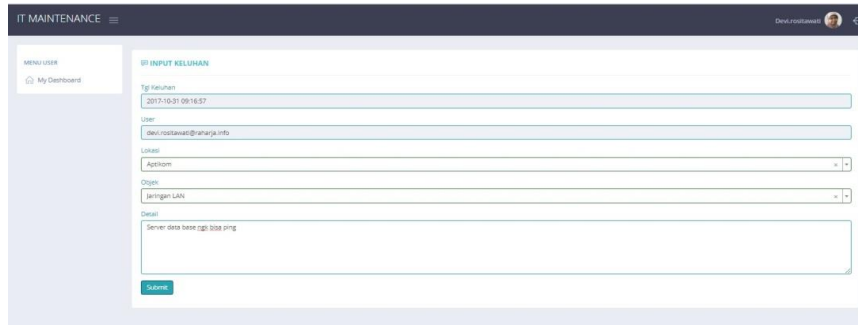 IT MAINTENANCE
Devi.rositawati
MENU USER
My Dashboard
INPUT KELUHAN
Tgl Keluhan
2017-10-31 09:16:57
User
devi.rositawati@raharja.info
Lokasi
Aptikom
Objek
Jaringan LAN
Detail
Server data base ngk bisa ping
Submit